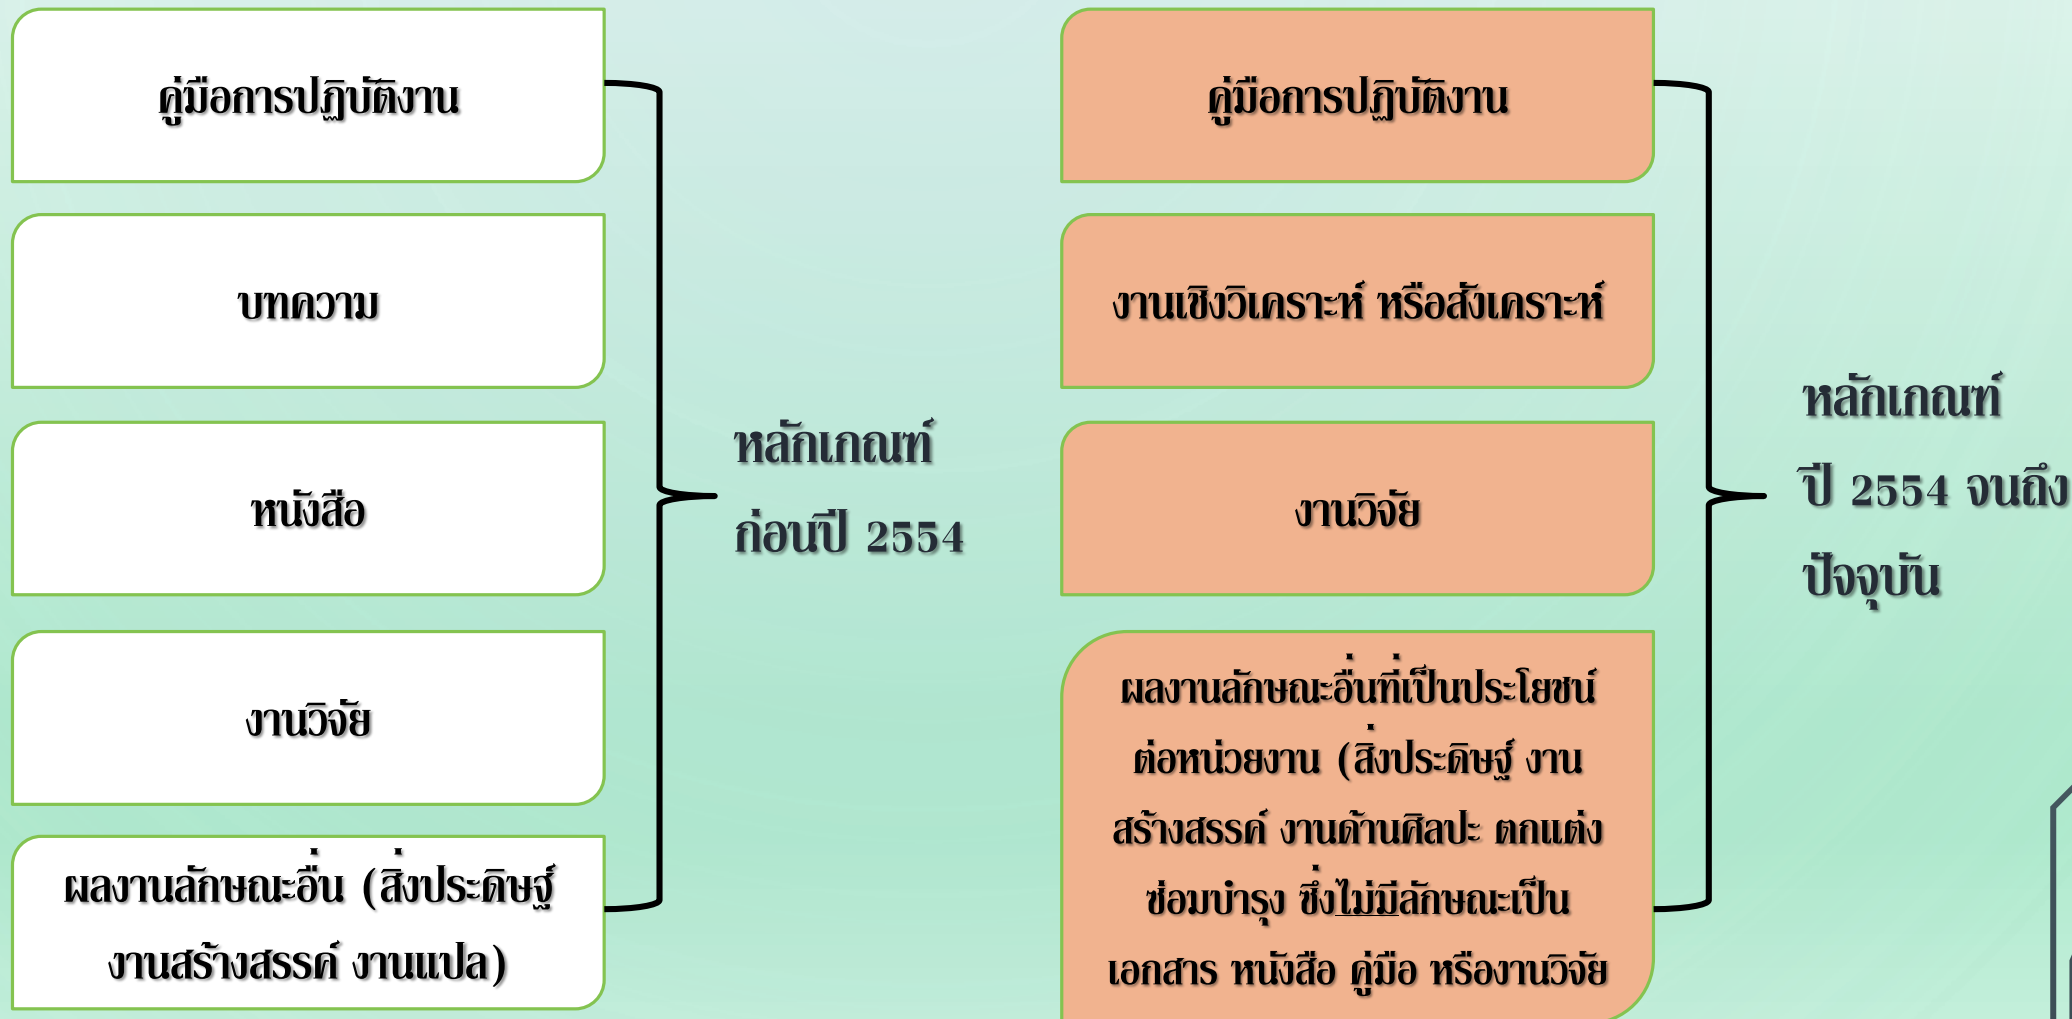 คู่มือการปฏิบัติงาน
บทความ
หนังสือ
งานวิจัย
ผลงานลักษณะอื่น (สิ่งประดิษฐ์
งานสร้างสรรค์ งานแปล)
หลักเกณฑ์
ก่อนปี 2554
คู่มือการปฏิบัติงาน
งานเชิงวิเคราะห์ หรือสังเคราะห์
งานวิจัย
ผลงานลักษณะอื่นที่เป็นประโยชน์
ต่อหน่วยงาน (สิ่งประดิษฐ์ งาน
สร้างสรรค์ งานด้านศิลปะ ตกแต่ง
ซ่อมบำรุง ซึ่งไม่มีลักษณะเป็น
เอกสาร หนังสือ คู่มือ หรืองานวิจัย
หลักเกณฑ์
ปี 2554 จนถึง
ปัจจุบัน